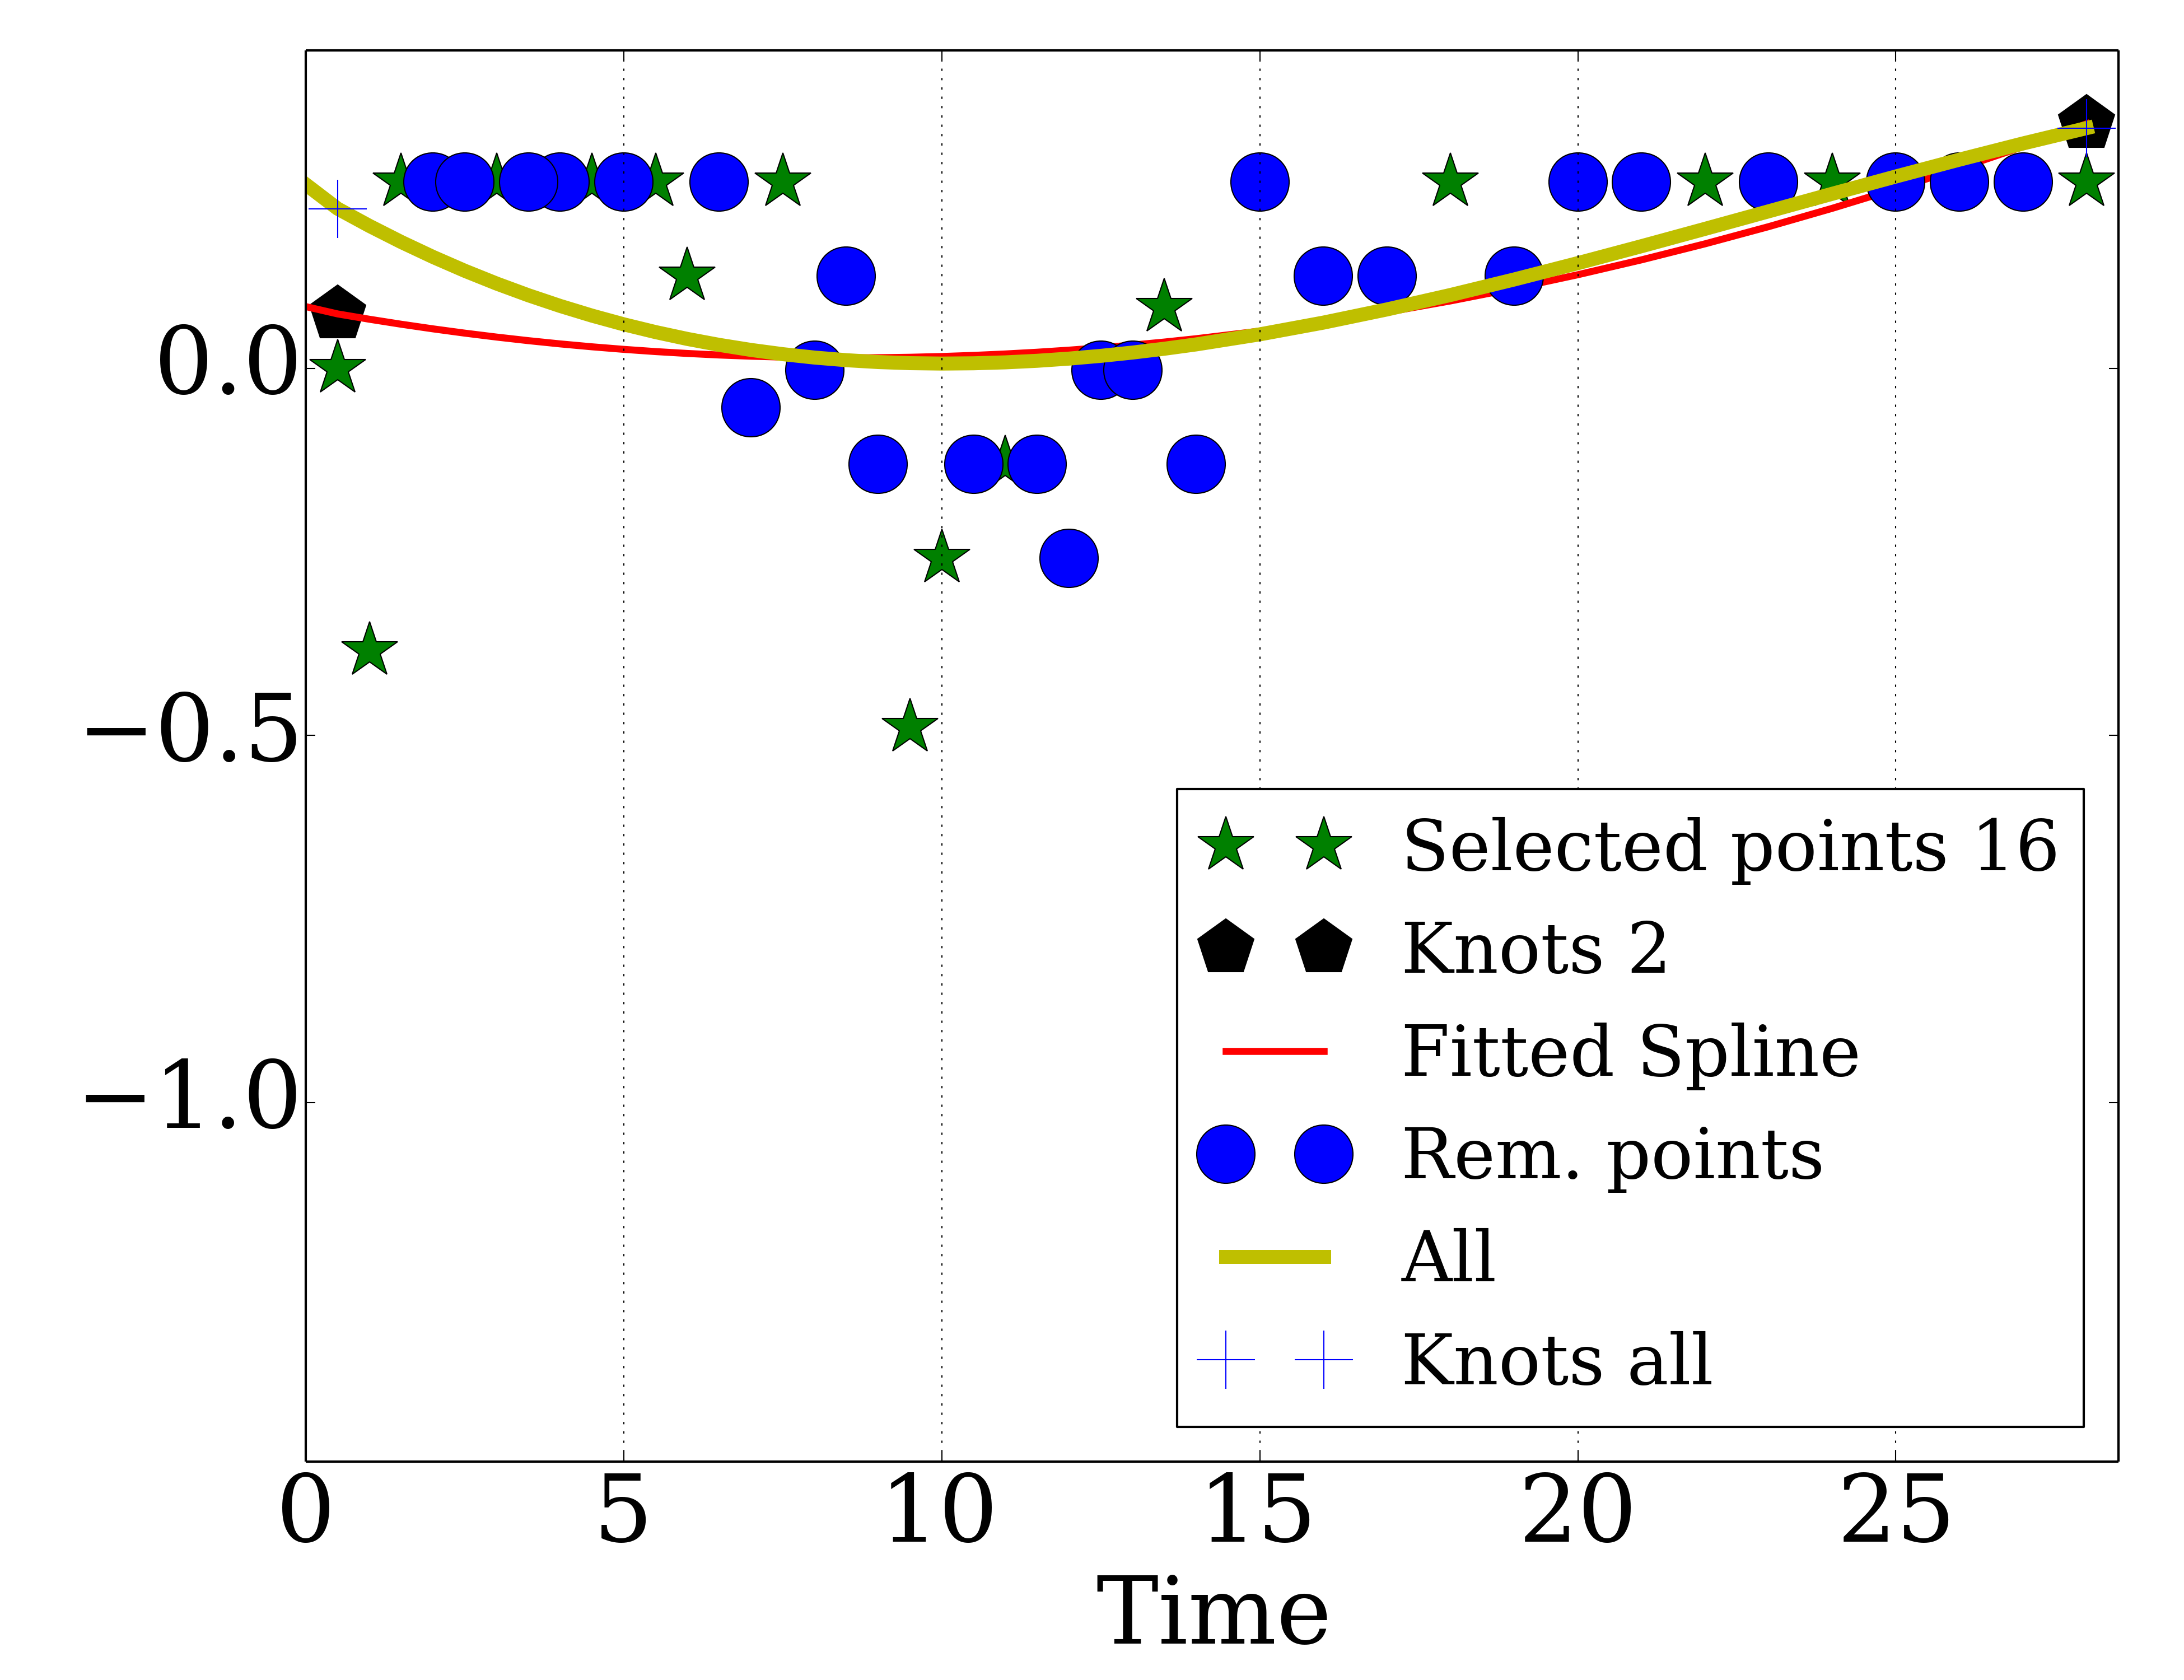 0.0
−0.5
−1.0
Selected points 16
Knots 2
Fitted Spline
Rem. points
All
Knots all
0 5 10 15 20 25
Time